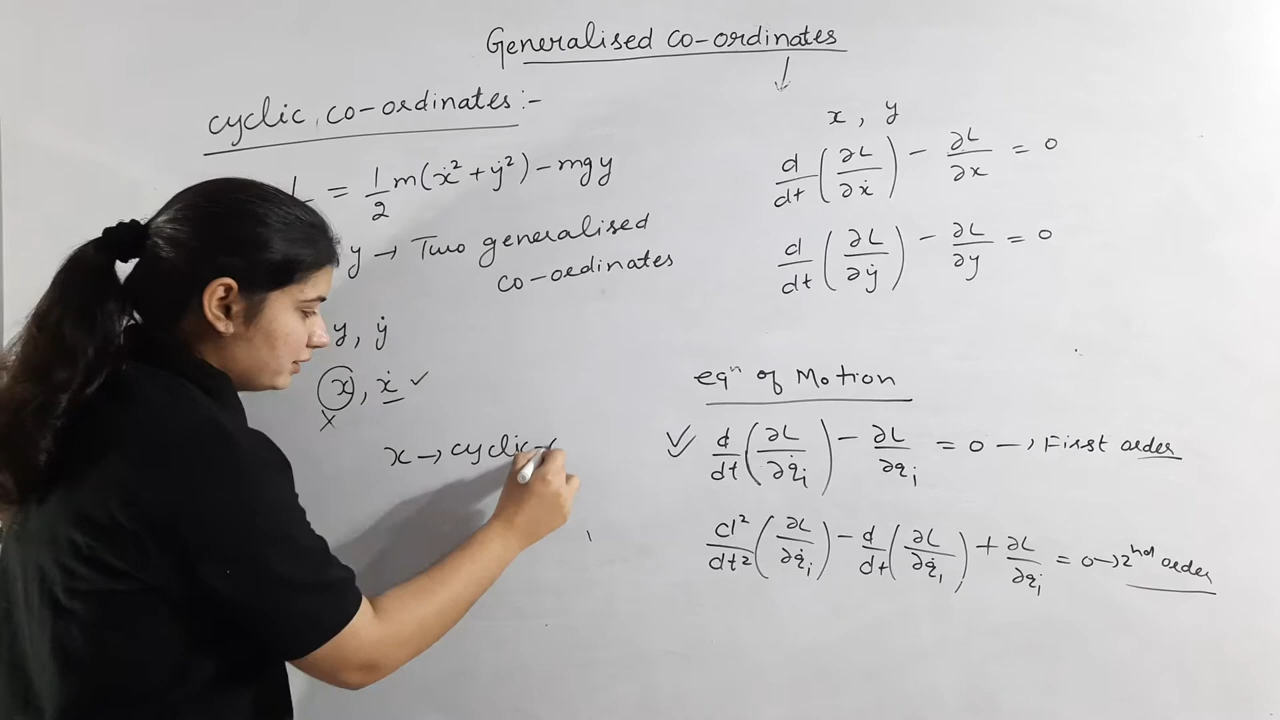 Generalised co-ordinates
cyclic co-ordinates:-
L = 1/2 m(ẋ² + ẏ²) - mgy
y → Two generalised
co-oedinates
y, ẏ
x, ẋ ✓
x
x → cyclic-c
x, y
d/dt (∂L/∂ẋ) - ∂L/∂x = 0
d/dt (∂L/∂ẏ) - ∂L/∂y = 0
eqⁿ of Motion
✓ d/dt (∂L/∂q̇i) - ∂L/∂qi = 0 → First order
d²/dt² (∂L/∂q̇i) - d/dt (∂L/∂q̇i) + ∂L/∂qi = 0 → 2nd order